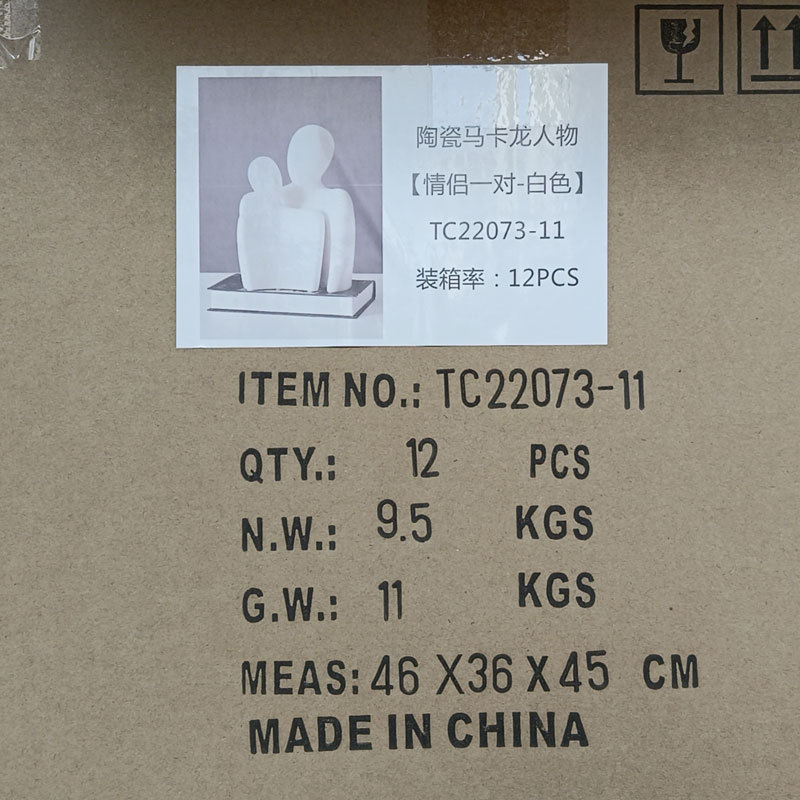 陶瓷马卡龙人物
【情侣一对-白色】
TC22073-11
装箱率：12PCS
ITEM NO.: TC22073-11
QTY.: 12 PCS
N.W.: 9.5 KGS
G.W.: 11 KGS
MEAS: 46 X36 X 45 CM
MADE IN CHINA